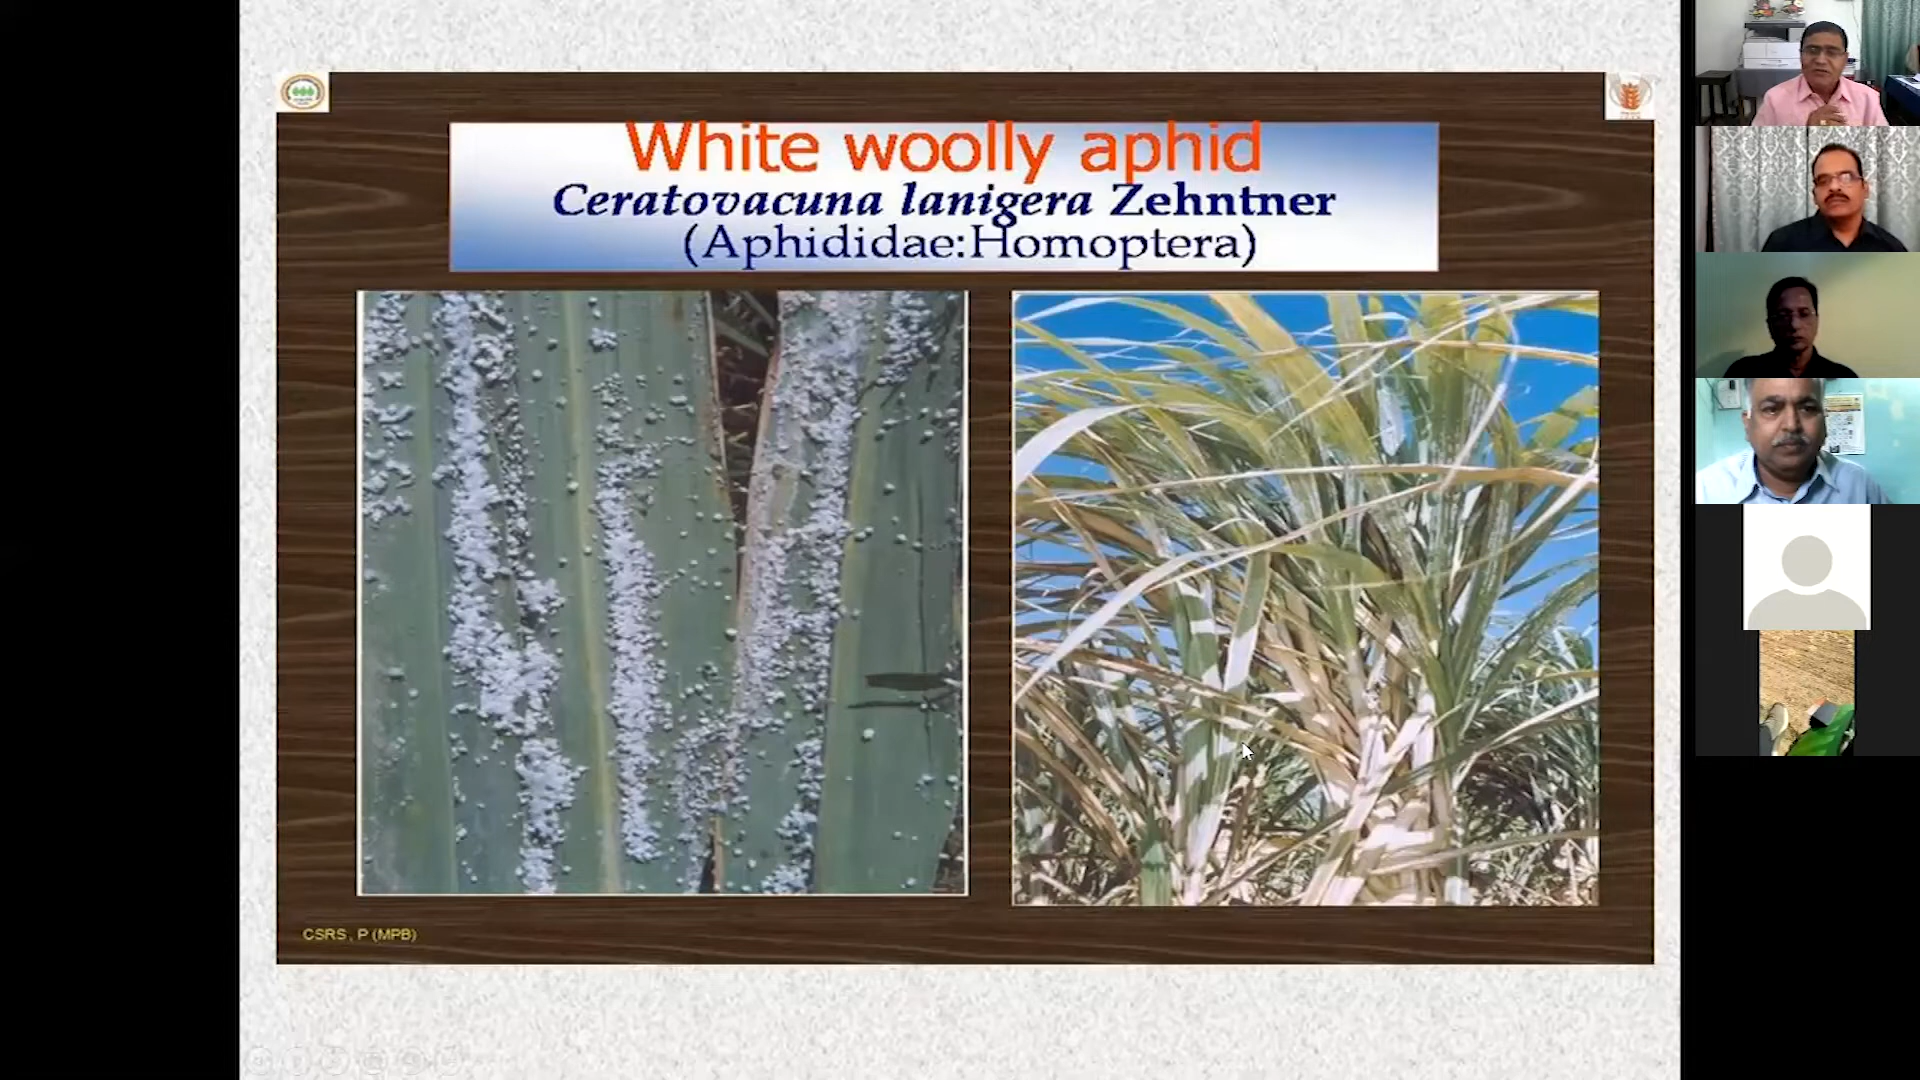 White woolly aphid
Ceratovacuna lanigera Zehntner
(Aphididae:Homoptera)
CSRS, P (MPB)